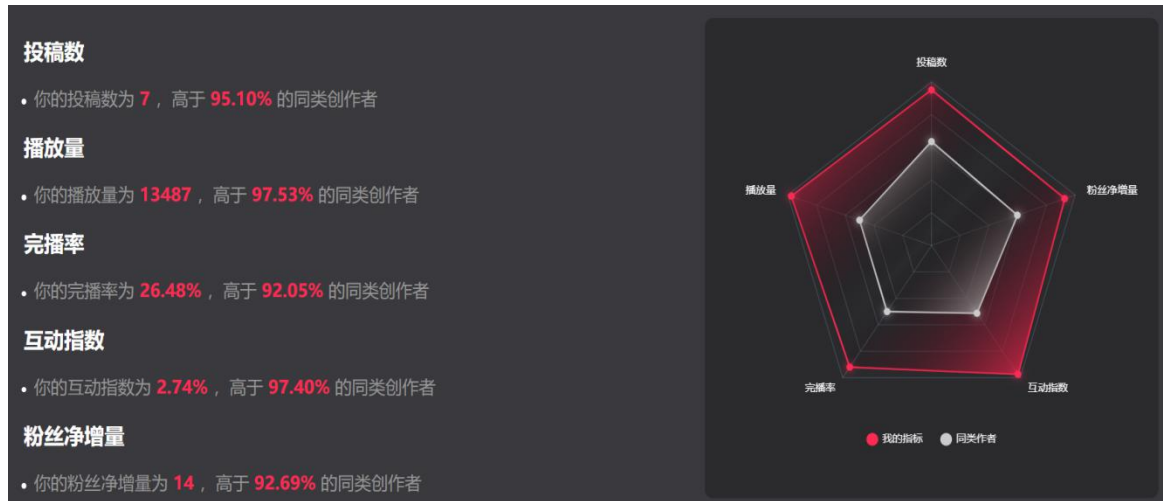 投稿数
• 你的投稿数为 7 ，高于 95.10% 的同类创作者
播放量
• 你的播放量为 13487 ，高于 97.53% 的同类创作者
完播率
• 你的完播率为 26.48% ，高于 92.05% 的同类创作者
互动指数
• 你的互动指数为 2.74% ，高于 97.40% 的同类创作者
粉丝净增量
• 你的粉丝净增量为 14 ，高于 92.69% 的同类创作者
投稿数
播放量
粉丝净增量
完播率
互动指数
我的指标
同类作者